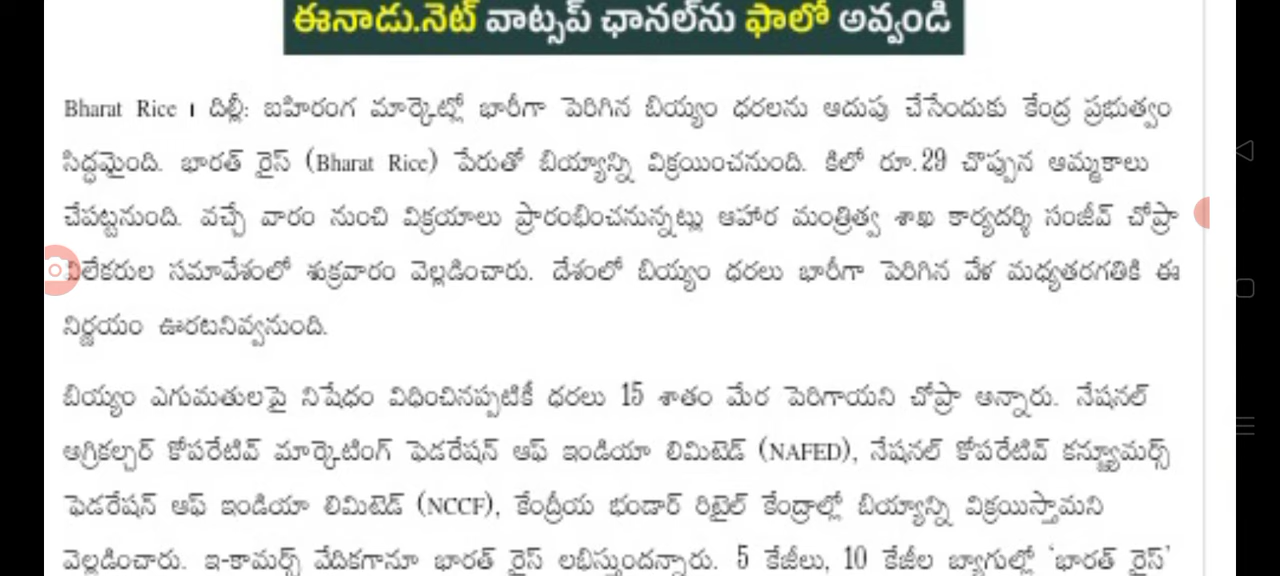 ఈనాడు.నెట్ వాట్సప్ ఛానల్‌ను ఫాలో అవ్వండి
Bharat Rice । దిల్లీ: బహిరంగ మార్కెట్లో భారీగా పెరిగిన బియ్యం ధరలను అదుపు చేసేందుకు కేంద్ర ప్రభుత్వం
సిద్ధమైంది. భారత్ రైస్ (Bharat Rice) పేరుతో బియ్యాన్ని విక్రయించనుంది. కిలో రూ.29 చొప్పున అమ్మకాలు
చేపట్టనుంది. వచ్చే వారం నుంచి విక్రయాలు ప్రారంభించనున్నట్లు ఆహార మంత్రిత్వ శాఖ కార్యదర్శి సంజీవ్ చోప్రా
విలేకరుల సమావేశంలో శుక్రవారం వెల్లడించారు. దేశంలో బియ్యం ధరలు భారీగా పెరిగిన వేళ మధ్యతరగతికి ఈ
నిర్ణయం ఊరటనివ్వనుంది.
బియ్యం ఎగుమతులపై నిషేధం విధించినప్పటికీ ధరలు 15 శాతం మేర పెరిగాయని చోప్రా అన్నారు. నేషనల్
అగ్రికల్చర్ కోపరేటివ్ మార్కెటింగ్ ఫెడరేషన్ ఆఫ్ ఇండియా లిమిటెడ్ (NAFED), నేషనల్ కోపరేటివ్ కన్జ్యూమర్స్
ఫెడరేషన్ ఆఫ్ ఇండియా లిమిటెడ్ (NCCF), కేంద్రీయ భండార్ రిటైల్ కేంద్రాల్లో బియ్యాన్ని విక్రయిస్తామని
వెల్లడించారు. ఇ-కామర్స్ వేదికగానూ భారత్ రైస్ లభిస్తుందన్నారు. 5 కేజీలు, 10 కేజీల బ్యాగుల్లో 'భారత్ రైస్'